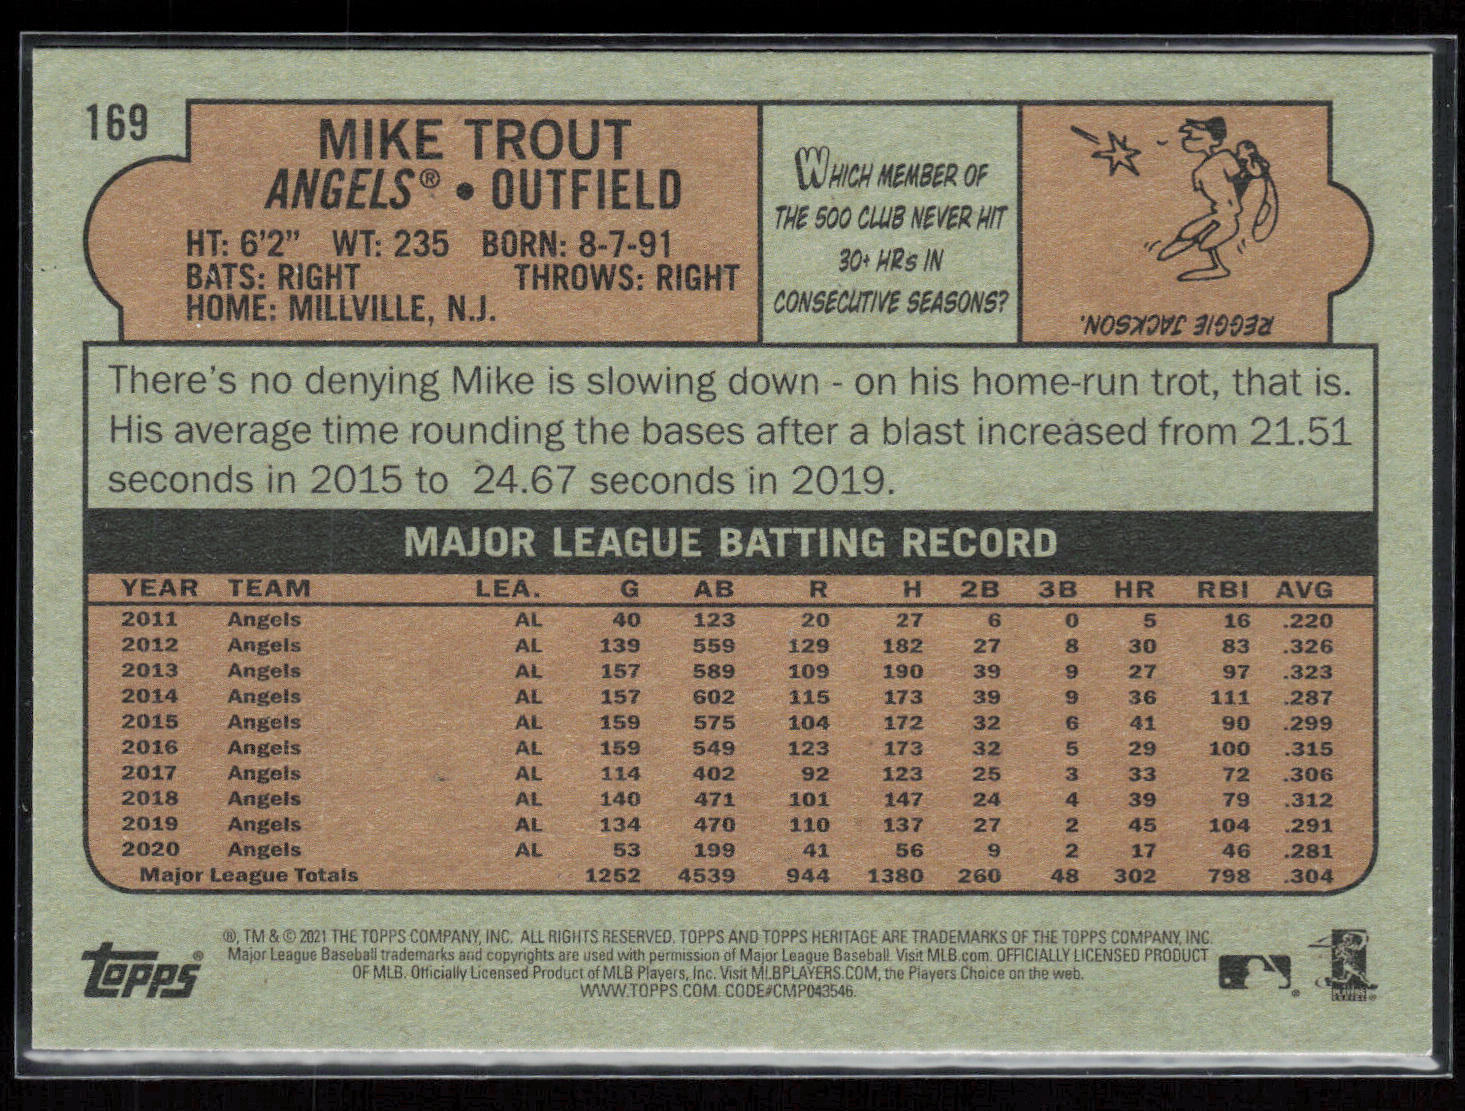 169
MIKE TROUT
ANGELS® • OUTFIELD
HT: 6'2" WT: 235 BORN: 8-7-91
BATS: RIGHT THROWS: RIGHT
HOME: MILLVILLE, N.J.
WHICH MEMBER OF
THE 500 CLUB NEVER HIT
30+ HRs IN
CONSECUTIVE SEASONS?
REGGIE JACKSON.
There's no denying Mike is slowing down - on his home-run trot, that is.
His average time rounding the bases after a blast increased from 21.51
seconds in 2015 to 24.67 seconds in 2019.
MAJOR LEAGUE BATTING RECORD
YEAR TEAM LEA. G AB R H 2B 3B HR RBI AVG
2011 Angels AL 40 123 20 27 6 0 5 16 .220
2012 Angels AL 139 559 129 182 27 8 30 83 .326
2013 Angels AL 157 589 109 190 39 9 27 97 .323
2014 Angels AL 157 602 115 173 39 9 36 111 .287
2015 Angels AL 159 575 104 172 32 6 41 90 .299
2016 Angels AL 159 549 123 173 32 5 29 100 .315
2017 Angels AL 114 402 92 123 25 3 33 72 .306
2018 Angels AL 140 471 101 147 24 4 39 79 .312
2019 Angels AL 134 470 110 137 27 2 45 104 .291
2020 Angels AL 53 199 41 56 9 2 17 46 .281
Major League Totals 1252 4539 944 1380 260 48 302 798 .304
topps®
®, TM & © 2021 THE TOPPS COMPANY, INC. ALL RIGHTS RESERVED. TOPPS AND TOPPS HERITAGE ARE TRADEMARKS OF THE TOPPS COMPANY, INC.
Major League Baseball trademarks and copyrights are used with permission of Major League Baseball. Visit MLB.com. OFFICIALLY LICENSED PRODUCT
OF MLB. Officially Licensed Product of MLB Players, Inc. Visit MLBPLAYERS.COM, the Players Choice on the web.
WWW.TOPPS.COM. CODE#CMP043546.